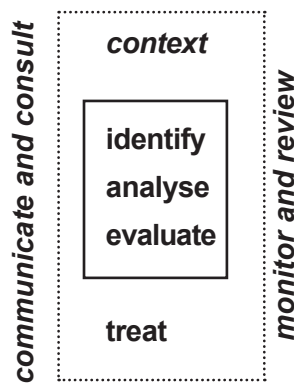 communicate and consult
context
identify
analyse
evaluate
treat
monitor and review